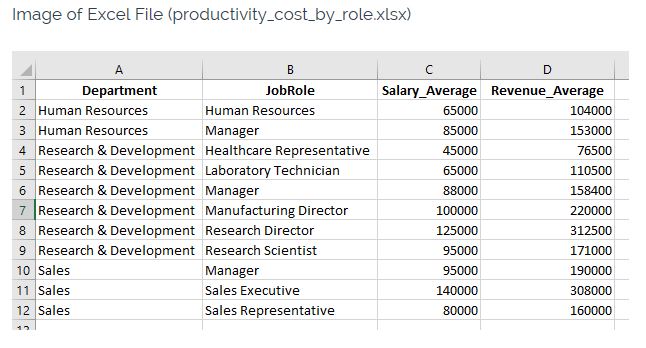 Image of Excel File (productivity_cost_by_role.xlsx)
A B C D
1 Department JobRole Salary_Average Revenue_Average
2 Human Resources Human Resources 65000 104000
3 Human Resources Manager 85000 153000
4 Research & Development Healthcare Representative 45000 76500
5 Research & Development Laboratory Technician 65000 110500
6 Research & Development Manager 88000 158400
7 Research & Development Manufacturing Director 100000 220000
8 Research & Development Research Director 125000 312500
9 Research & Development Research Scientist 95000 171000
10 Sales Manager 95000 190000
11 Sales Sales Executive 140000 308000
12 Sales Sales Representative 80000 160000